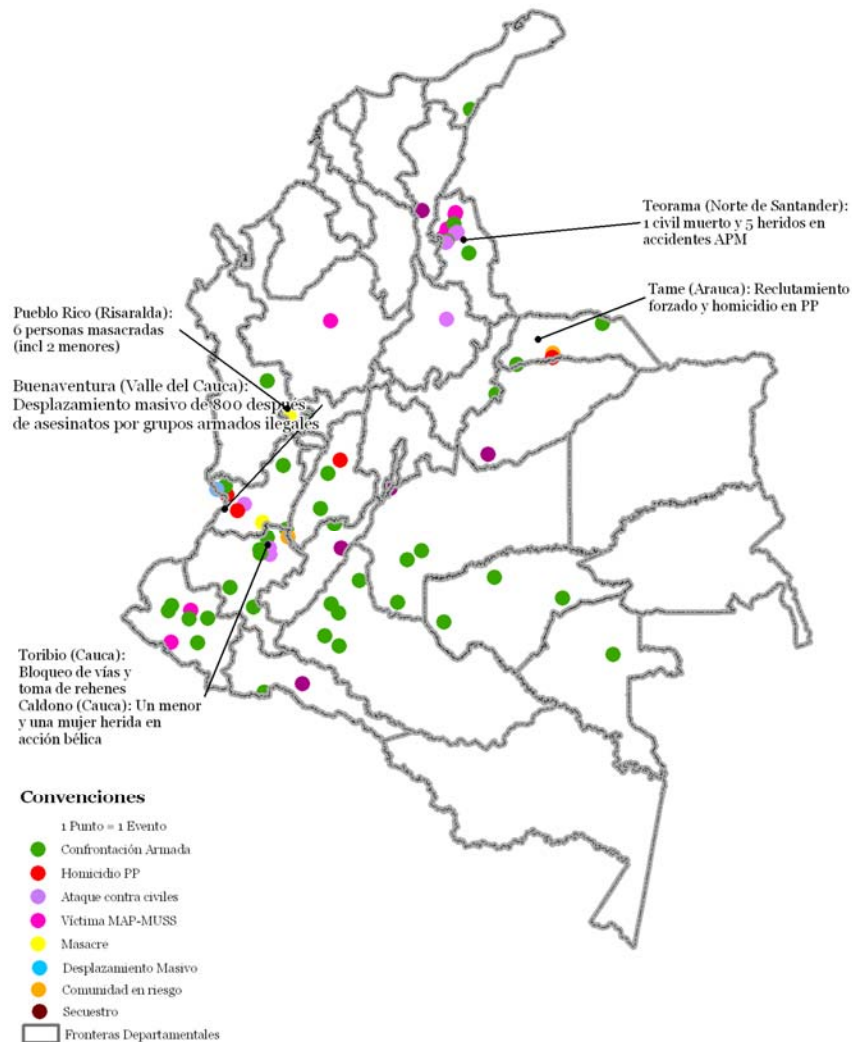 Teorama (Norte de Santander):
1 civil muerto y 5 heridos en
accidentes APM
Tame (Arauca): Reclutamiento
forzado y homicidio en PP
Pueblo Rico (Risaralda):
6 personas masacradas
(incl 2 menores)
Buenaventura (Valle del Cauca):
Desplazamiento masivo de 800 después
de asesinatos por grupos armados ilegales
Toribio (Cauca):
Bloqueo de vías y
toma de rehenes
Caldono (Cauca): Un menor
y una mujer herida en
acción bélica
Convenciones
1 Punto = 1 Evento
Confrontación Armada
Homicidio PP
Ataque contra civiles
Víctima MAP-MUSS
Masacre
Desplazamiento Masivo
Comunidad en riesgo
Secuestro
Fronteras Departamentales